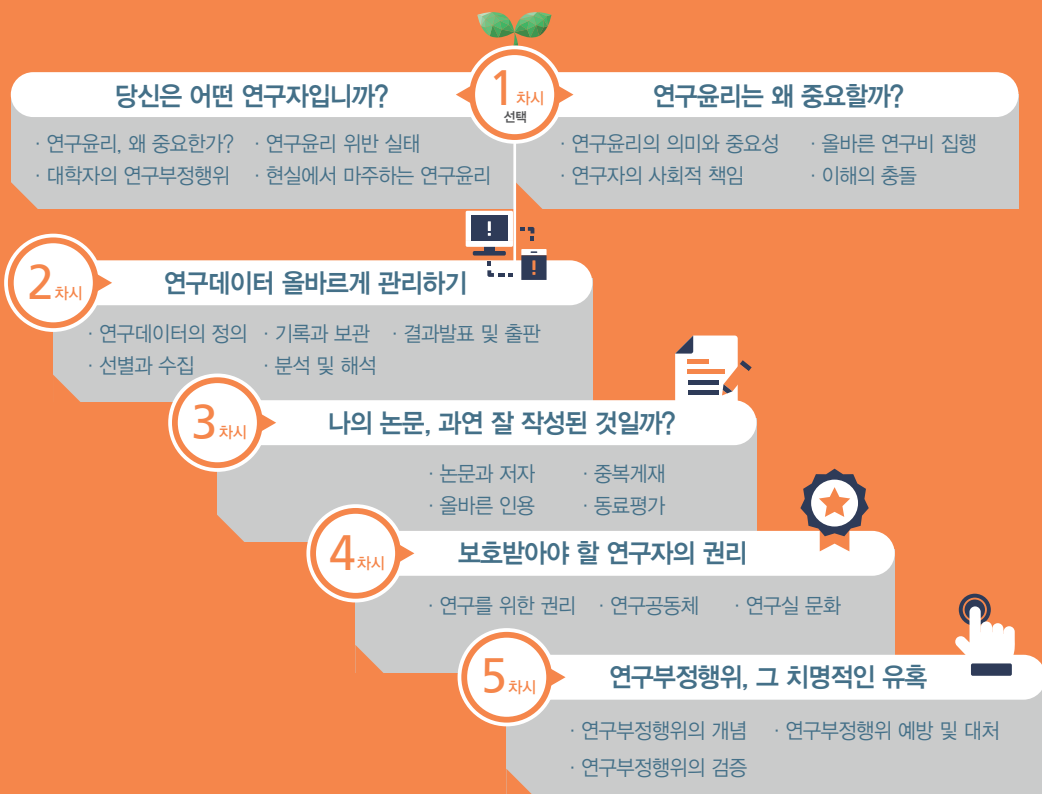 1 차시
선택
당신은 어떤 연구자입니까?
· 연구윤리, 왜 중요한가? · 연구윤리 위반 실태
· 대학자의 연구부정행위 · 현실에서 마주하는 연구윤리
연구윤리는 왜 중요할까?
· 연구윤리의 의미와 중요성 · 올바른 연구비 집행
· 연구자의 사회적 책임 · 이해의 충돌
2 차시
연구데이터 올바르게 관리하기
· 연구데이터의 정의 · 기록과 보관 · 결과발표 및 출판
· 선별과 수집 · 분석 및 해석
3 차시
나의 논문, 과연 잘 작성된 것일까?
· 논문과 저자 · 중복게재
· 올바른 인용 · 동료평가
4 차시
보호받아야 할 연구자의 권리
· 연구를 위한 권리 · 연구공동체 · 연구실 문화
5 차시
연구부정행위, 그 치명적인 유혹
· 연구부정행위의 개념 · 연구부정행위 예방 및 대처
· 연구부정행위의 검증